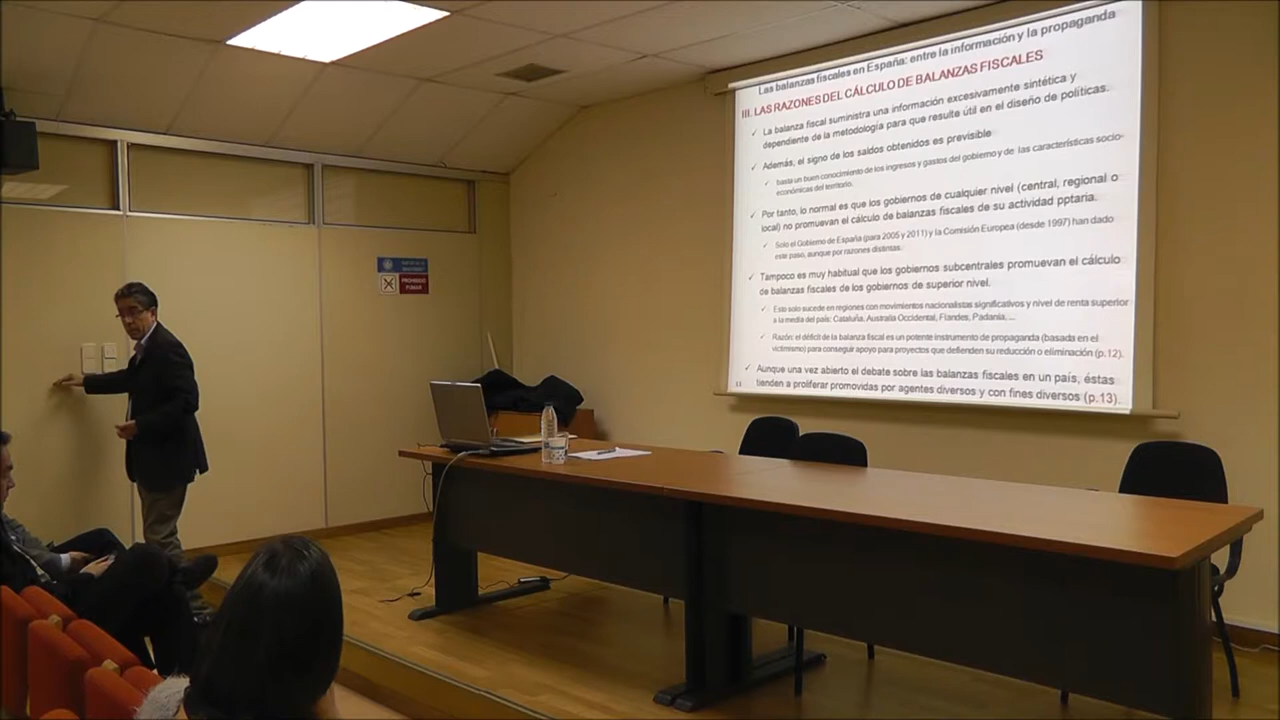 Las balanzas fiscales en España: entre la información y la propaganda
III. LAS RAZONES DEL CÁLCULO DE BALANZAS FISCALES
✓ La balanza fiscal suministra una información excesivamente sintética y
dependiente de la metodología para que resulte útil en el diseño de políticas.
✓ Además, el signo de los saldos obtenidos es previsible
✓ basta un buen conocimiento de los ingresos y gastos del gobierno y de las características socio-
económicas del territorio.
✓ Por tanto, lo normal es que los gobiernos de cualquier nivel (central, regional o
local) no promuevan el cálculo de balanzas fiscales de su actividad pptaria.
✓ Solo el Gobierno de España (para 2005 y 2011) y la Comisión Europea (desde 1997) han dado
este paso, aunque por razones distintas.
✓ Tampoco es muy habitual que los gobiernos subcentrales promuevan el cálculo
de balanzas fiscales de los gobiernos de superior nivel.
✓ Esto solo sucede en regiones con movimientos nacionalistas significativos y nivel de renta superior
a la media del país: Cataluña, Australia Occidental, Flandes, Padania, ...
✓ Razón: el déficit de la balanza fiscal es un potente instrumento de propaganda (basada en el
victimismo) para conseguir apoyo para proyectos que defienden su reducción o eliminación (p.12).
✓ Aunque una vez abierto el debate sobre las balanzas fiscales en un país, éstas
tienden a proliferar promovidas por agentes diversos y con fines diversos (p.13).
PROHIBIDO
FUMAR